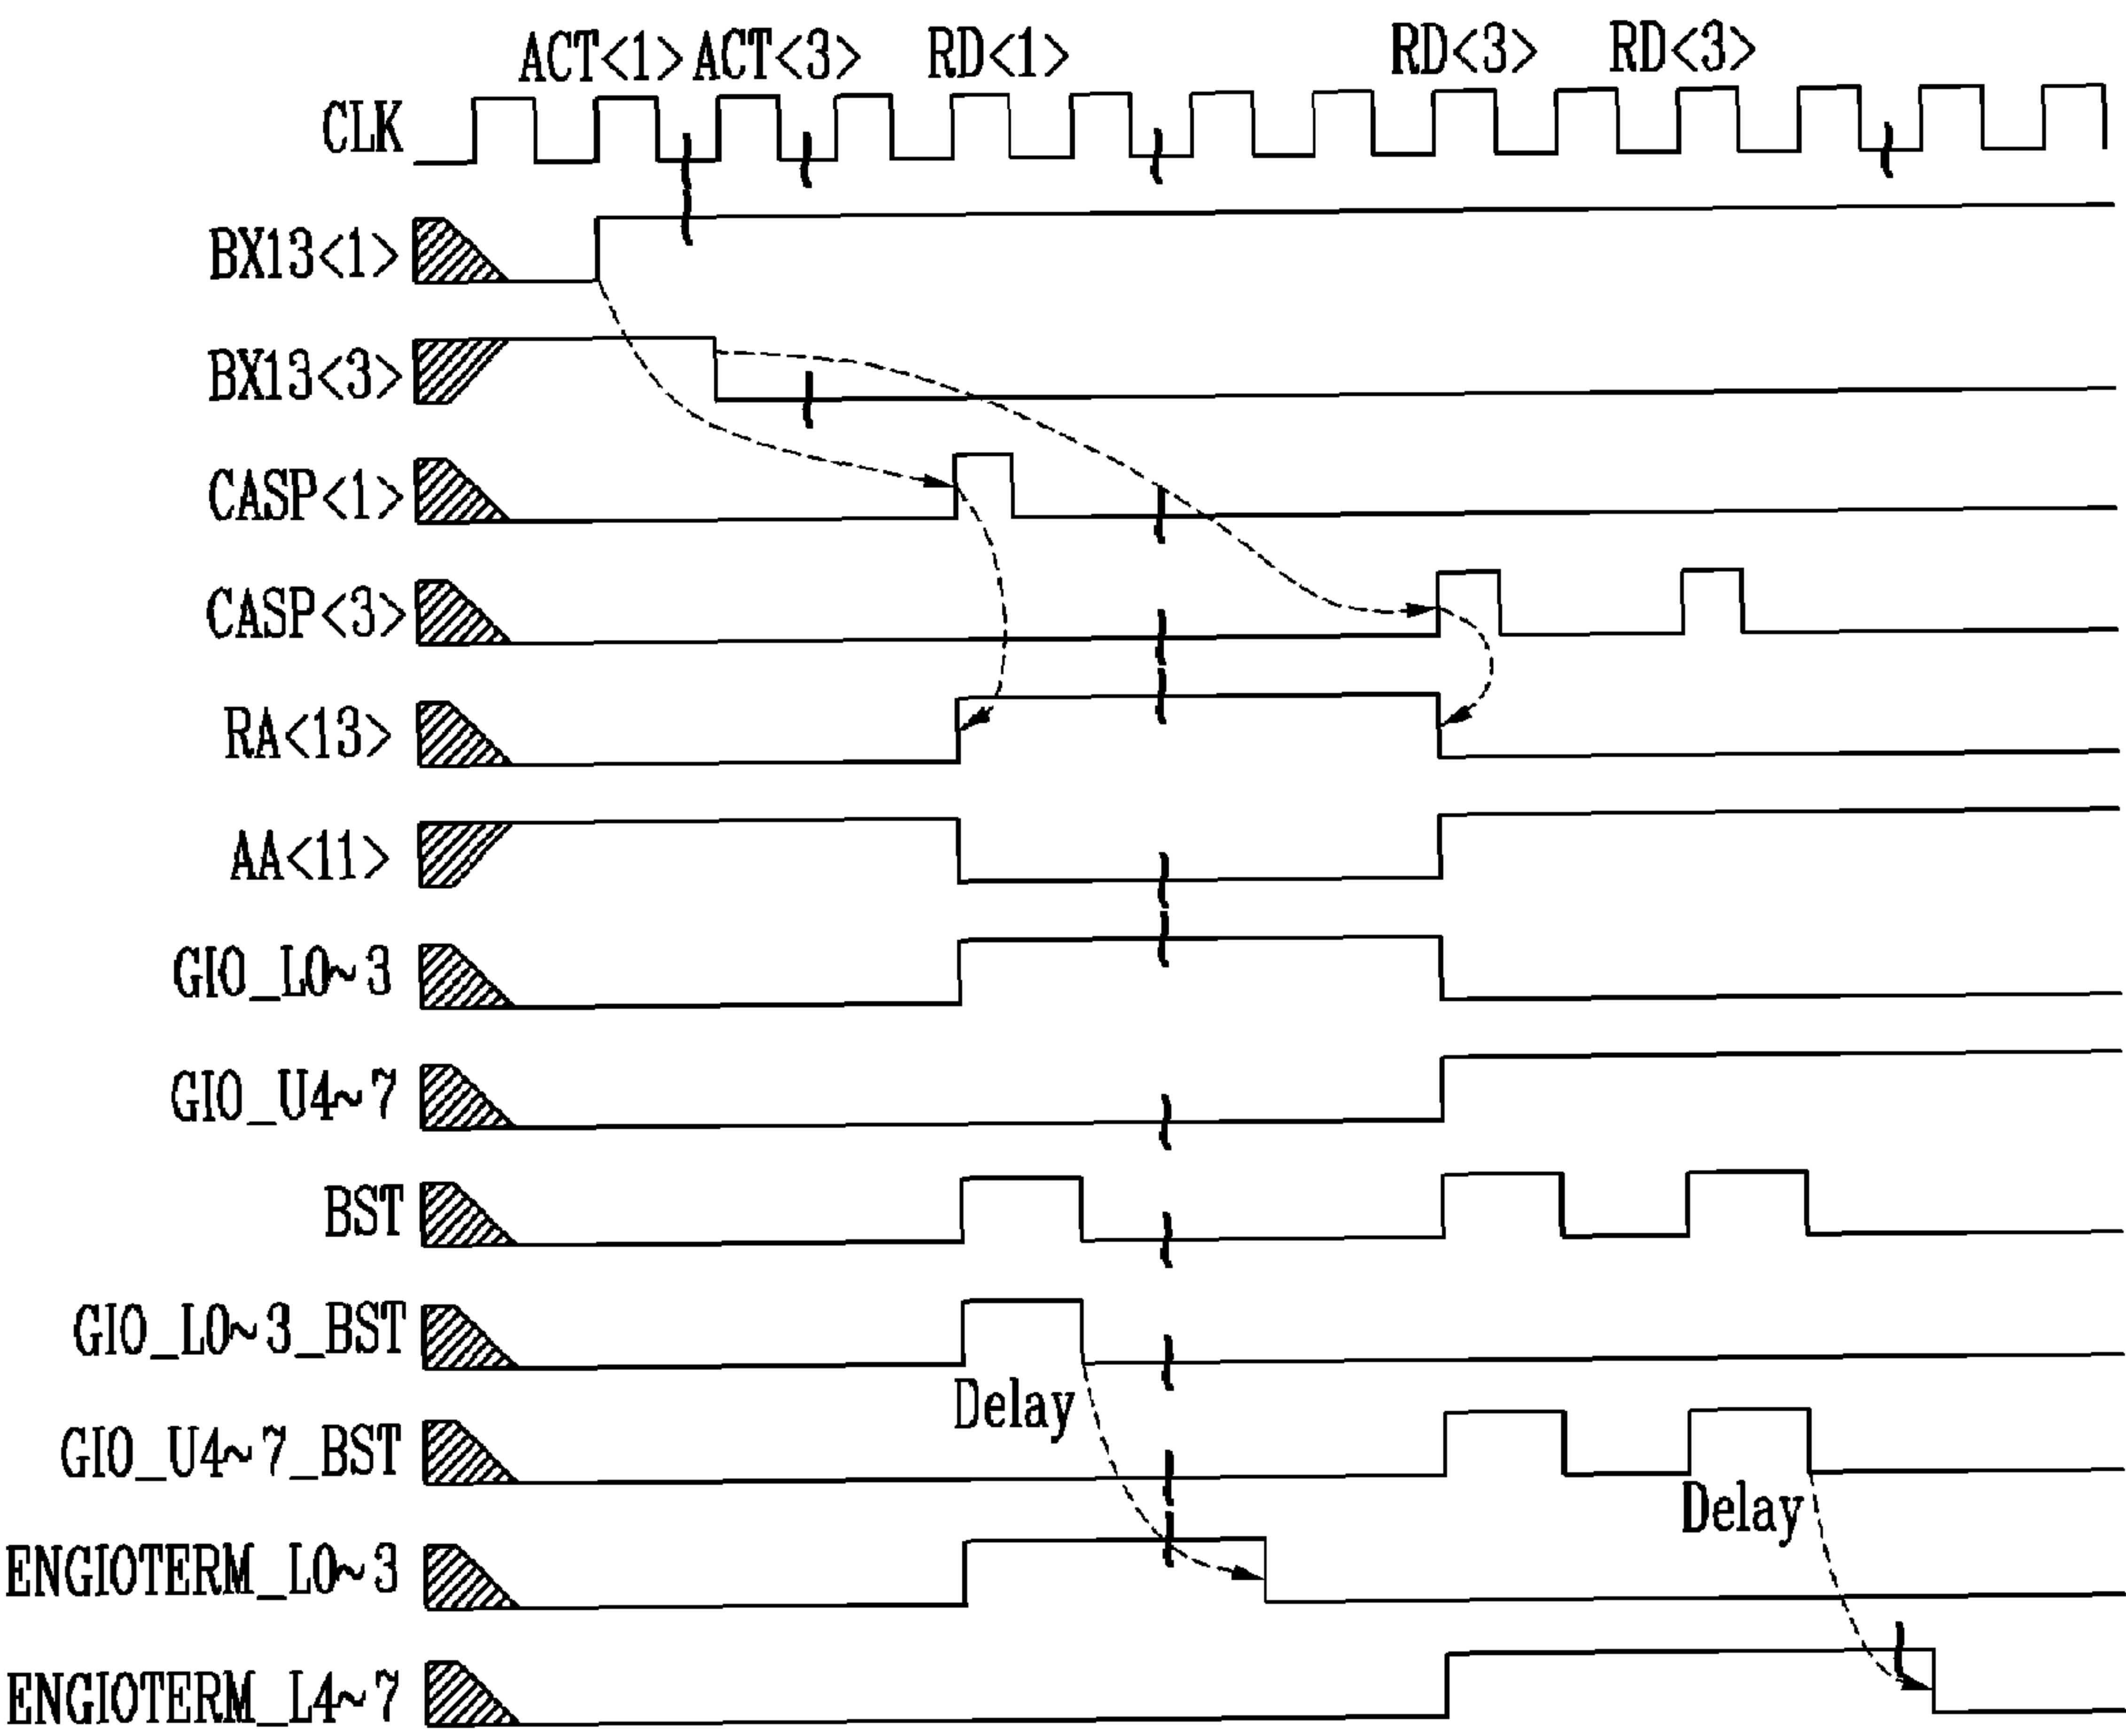 ACT<1> ACT<3> RD<1> RD<3> RD<3>
CLK
BX13<1>
BX13<3>
CASP<1>
CASP<3>
RA<13>
AA<11>
GIO_L0~3
GIO_U4~7
BST
GIO_L0~3_BST
Delay
GIO_U4~7_BST
Delay
ENGIOTERM_L0~3
ENGIOTERM_L4~7